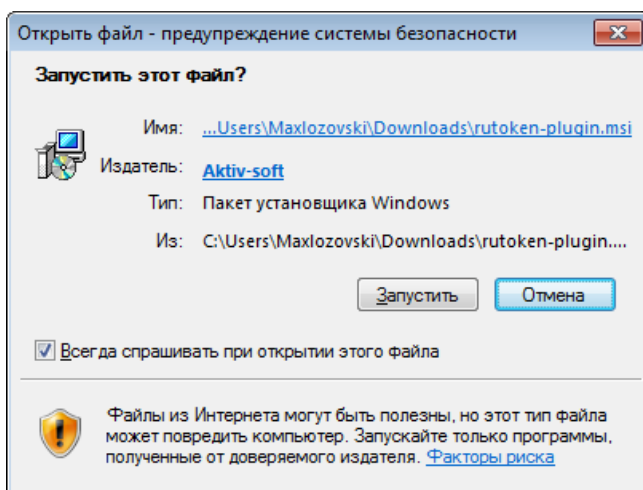 Открыть файл - предупреждение системы безопасности
Запустить этот файл?
Имя: ...Users\Maxlozovski\Downloads\rutoken-plugin.msi
Издатель: Aktiv-soft
Тип: Пакет установщика Windows
Из: C:\Users\Maxlozovski\Downloads\rutoken-plugin....
Запустить Отмена
Всегда спрашивать при открытии этого файла
Файлы из Интернета могут быть полезны, но этот тип файла
может повредить компьютер. Запускайте только программы,
полученные от доверяемого издателя. Факторы риска